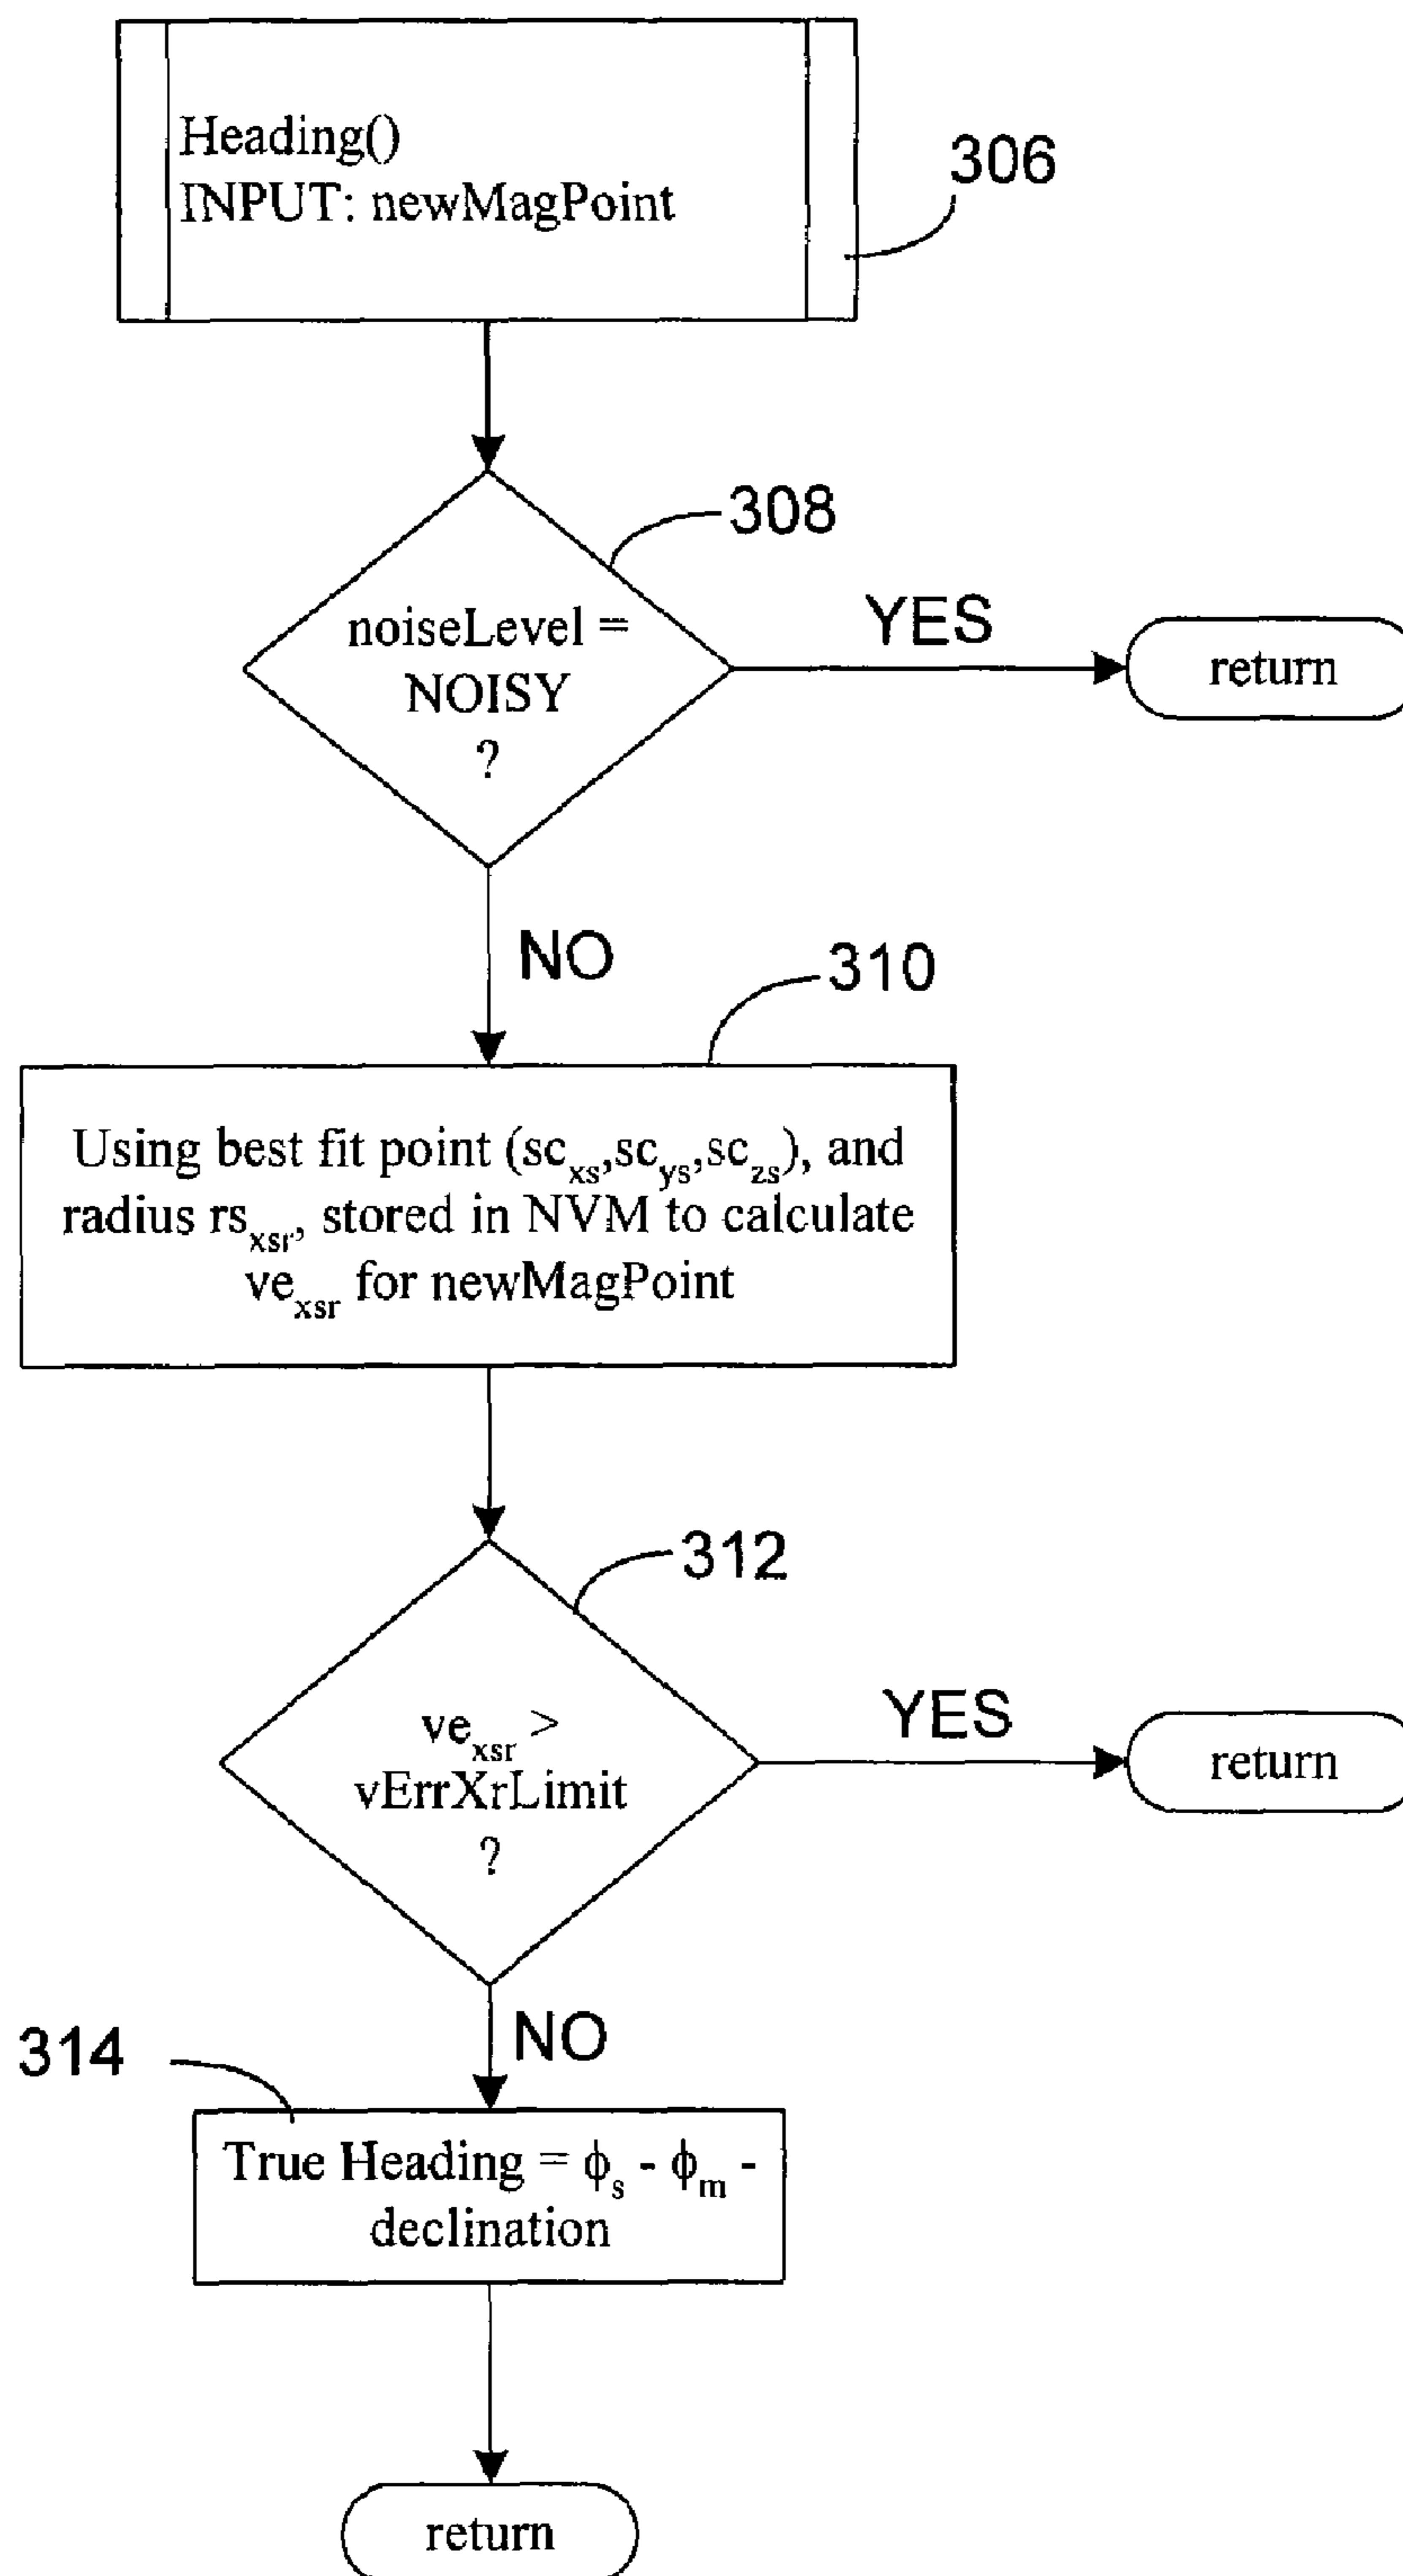 Heading()
INPUT: newMagPoint
306
308
noiseLevel =
NOISY
?
YES
return
NO
310
Using best fit point (sc_xs,sc_ys,sc_zs), and
radius rs_xsr, stored in NVM to calculate
ve_xsr for newMagPoint
312
ve_xsr >
vErrXrLimit
?
YES
return
NO
314
True Heading = ϕ_s - ϕ_m -
declination
return